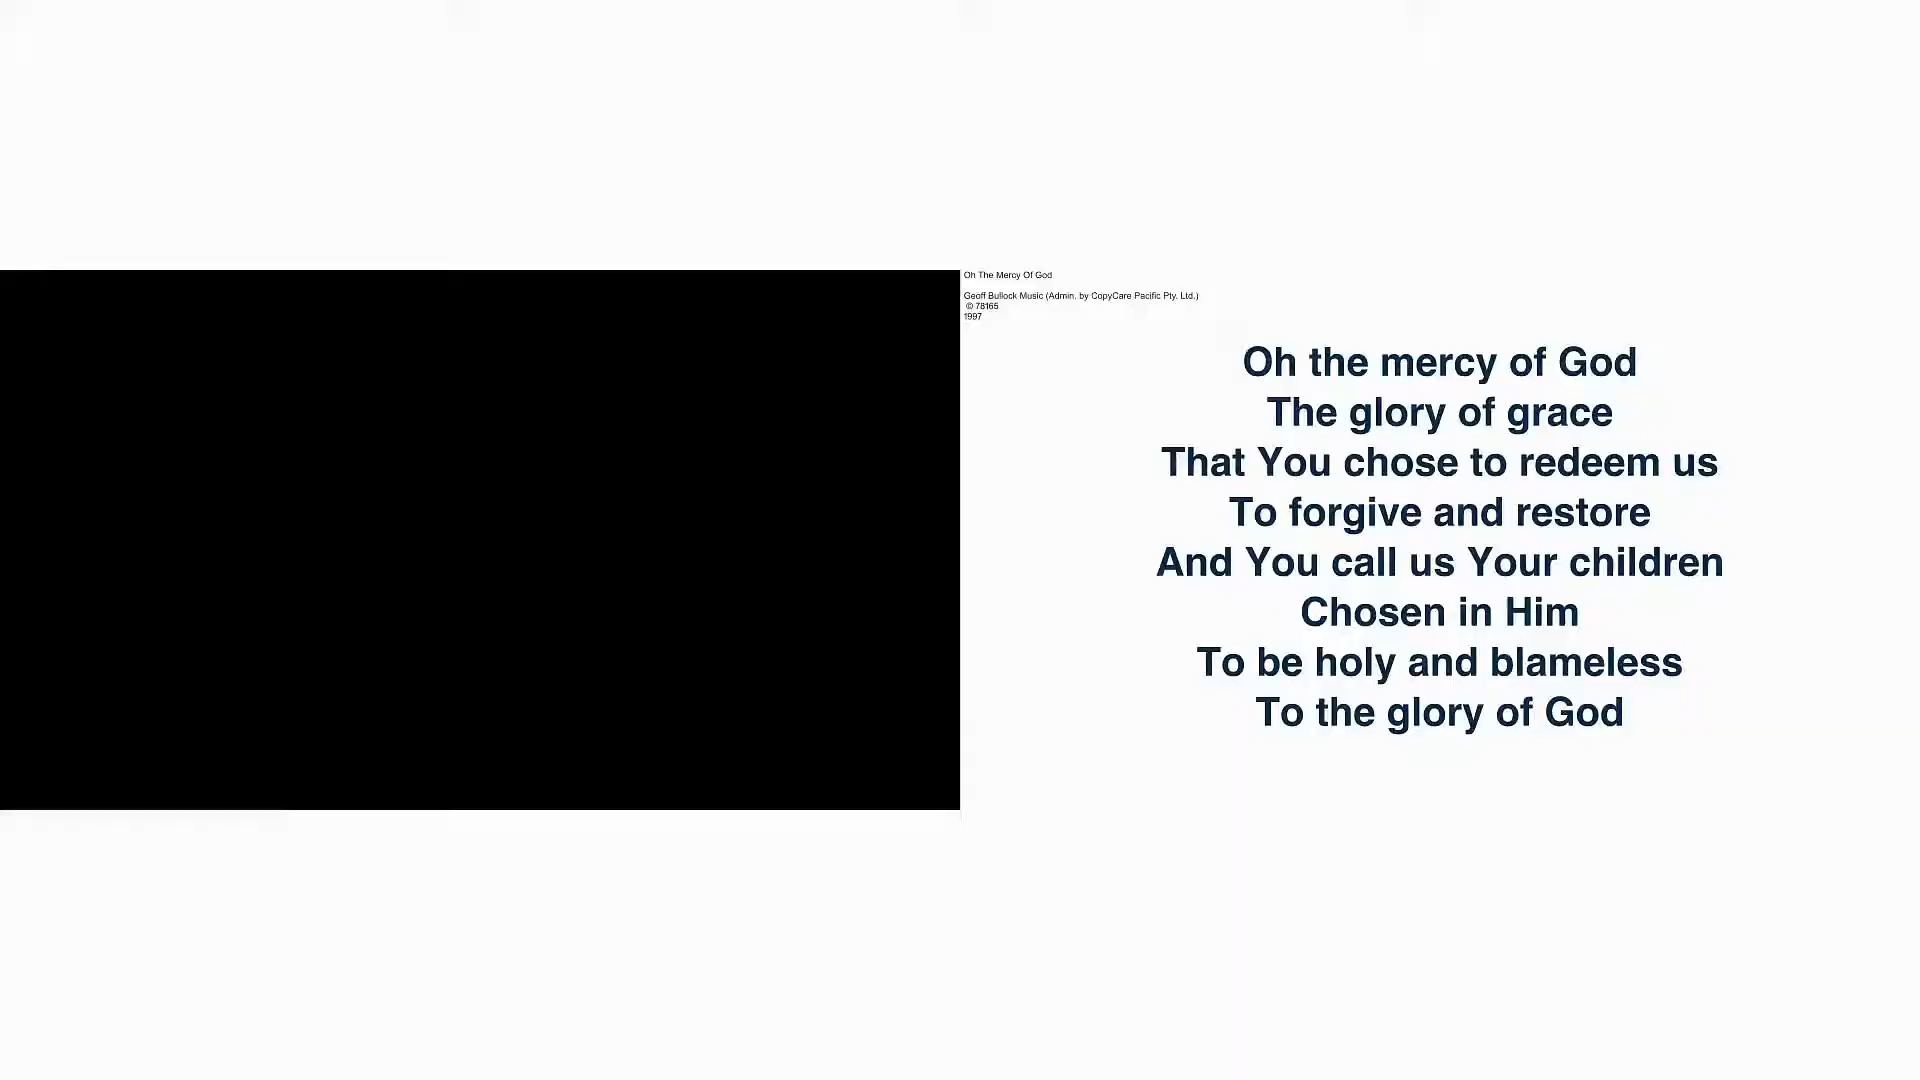 Oh The Mercy Of God
Geoff Bullock Music (Admin. by CopyCare Pacific Pty. Ltd.)
© 78165
1997
Oh the mercy of God
The glory of grace
That You chose to redeem us
To forgive and restore
And You call us Your children
Chosen in Him
To be holy and blameless
To the glory of God